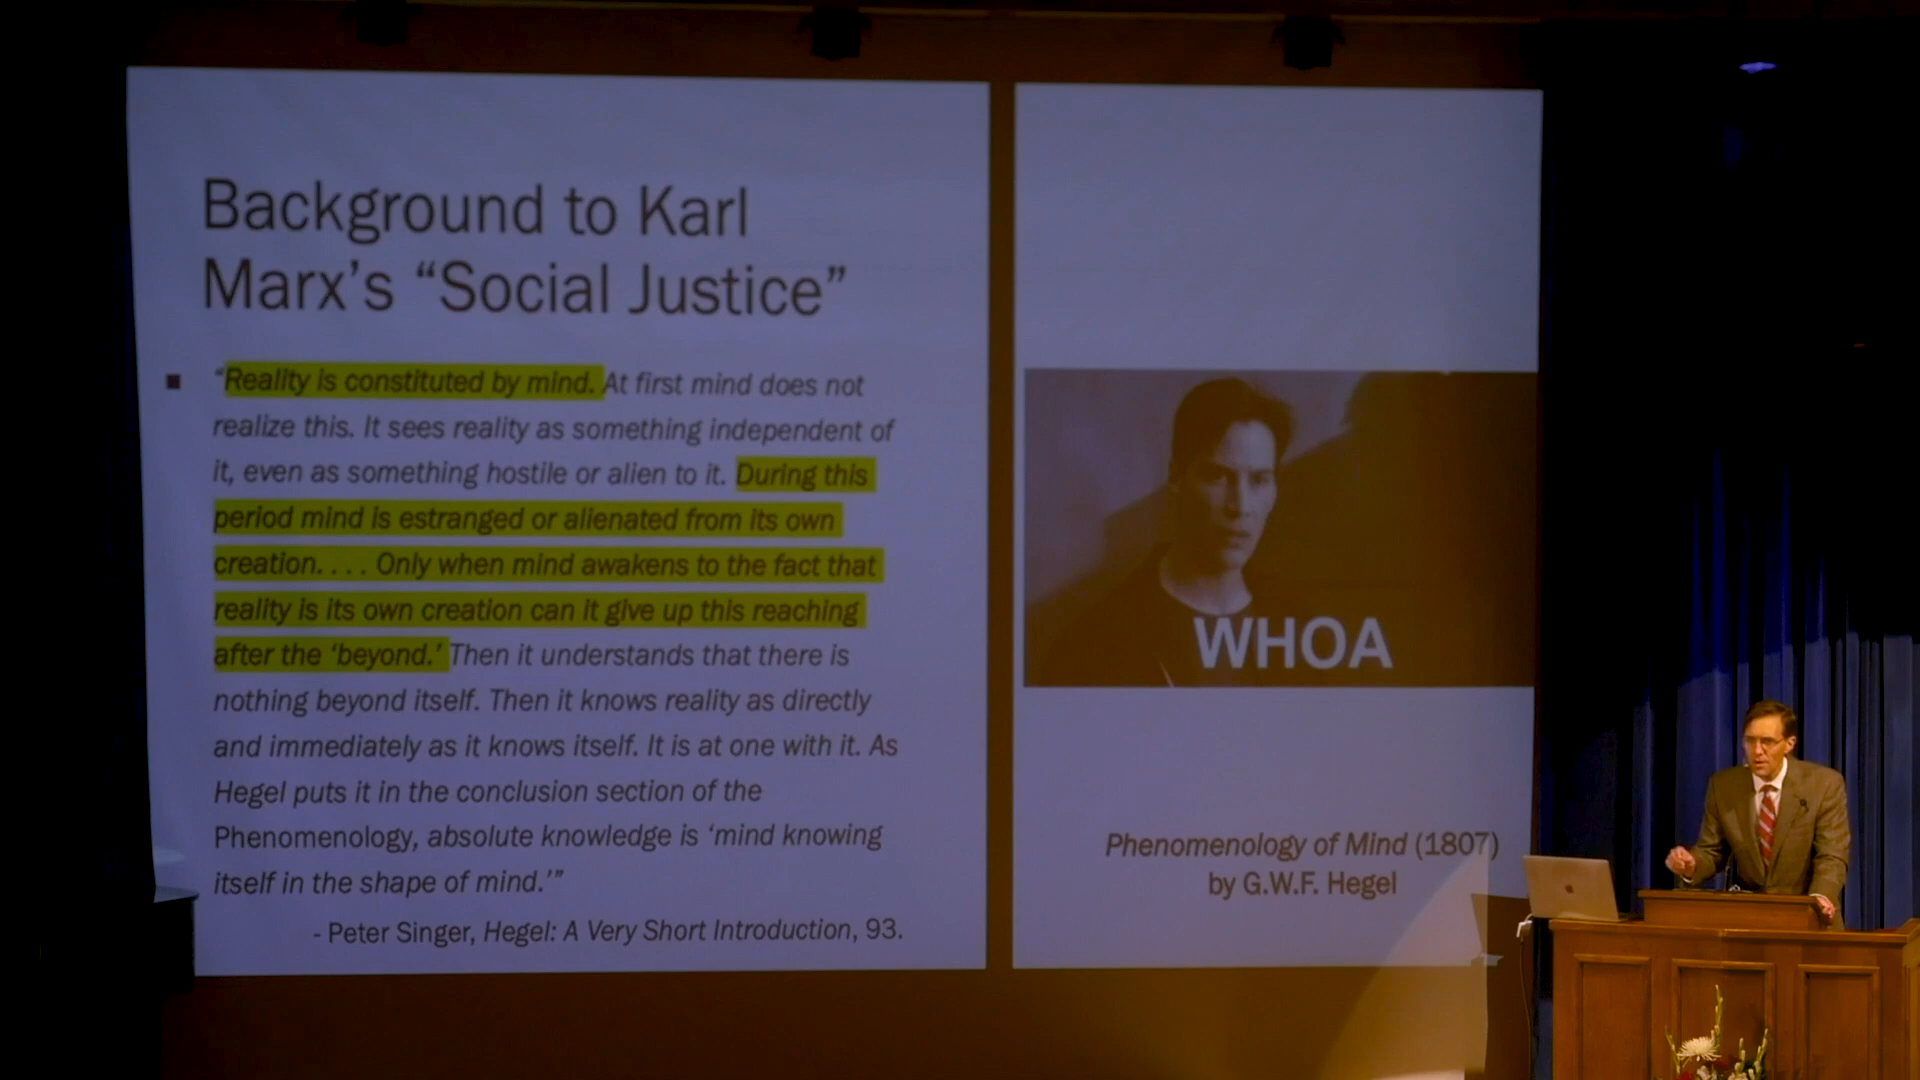 Background to Karl
Marx’s “Social Justice”
“Reality is constituted by mind. At first mind does not
realize this. It sees reality as something independent of
it, even as something hostile or alien to it. During this
period mind is estranged or alienated from its own
creation. . . . Only when mind awakens to the fact that
reality is its own creation can it give up this reaching
after the ‘beyond.’ Then it understands that there is
nothing beyond itself. Then it knows reality as directly
and immediately as it knows itself. It is at one with it. As
Hegel puts it in the conclusion section of the
Phenomenology, absolute knowledge is ‘mind knowing
itself in the shape of mind.’”
- Peter Singer, Hegel: A Very Short Introduction, 93.
WHOA
Phenomenology of Mind (1807)
by G.W.F. Hegel